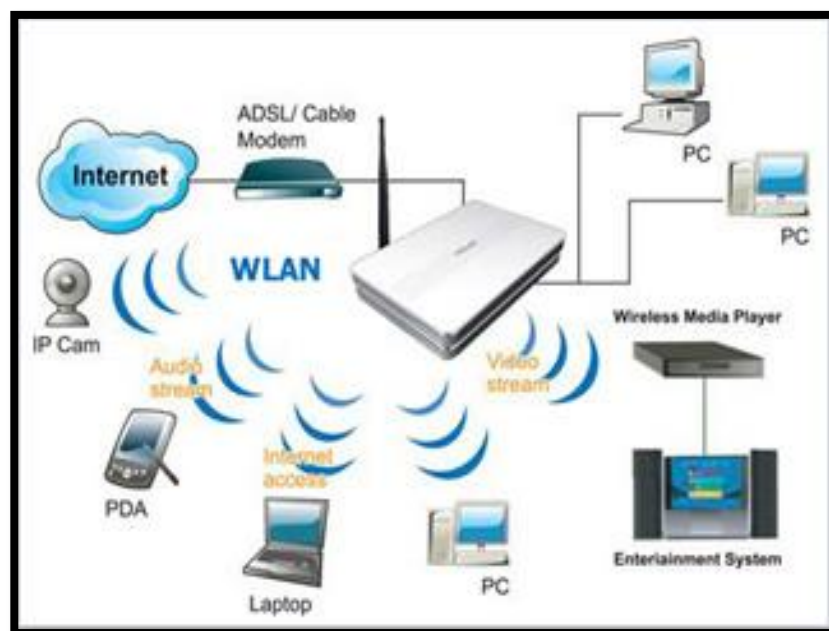 ADSL/ Cable
Modem
Internet
PC
PC
WLAN
IP Cam
Wireless Media Player
Audio
stream
Video
stream
PDA
Internet
access
Laptop
PC
Enteriainment System